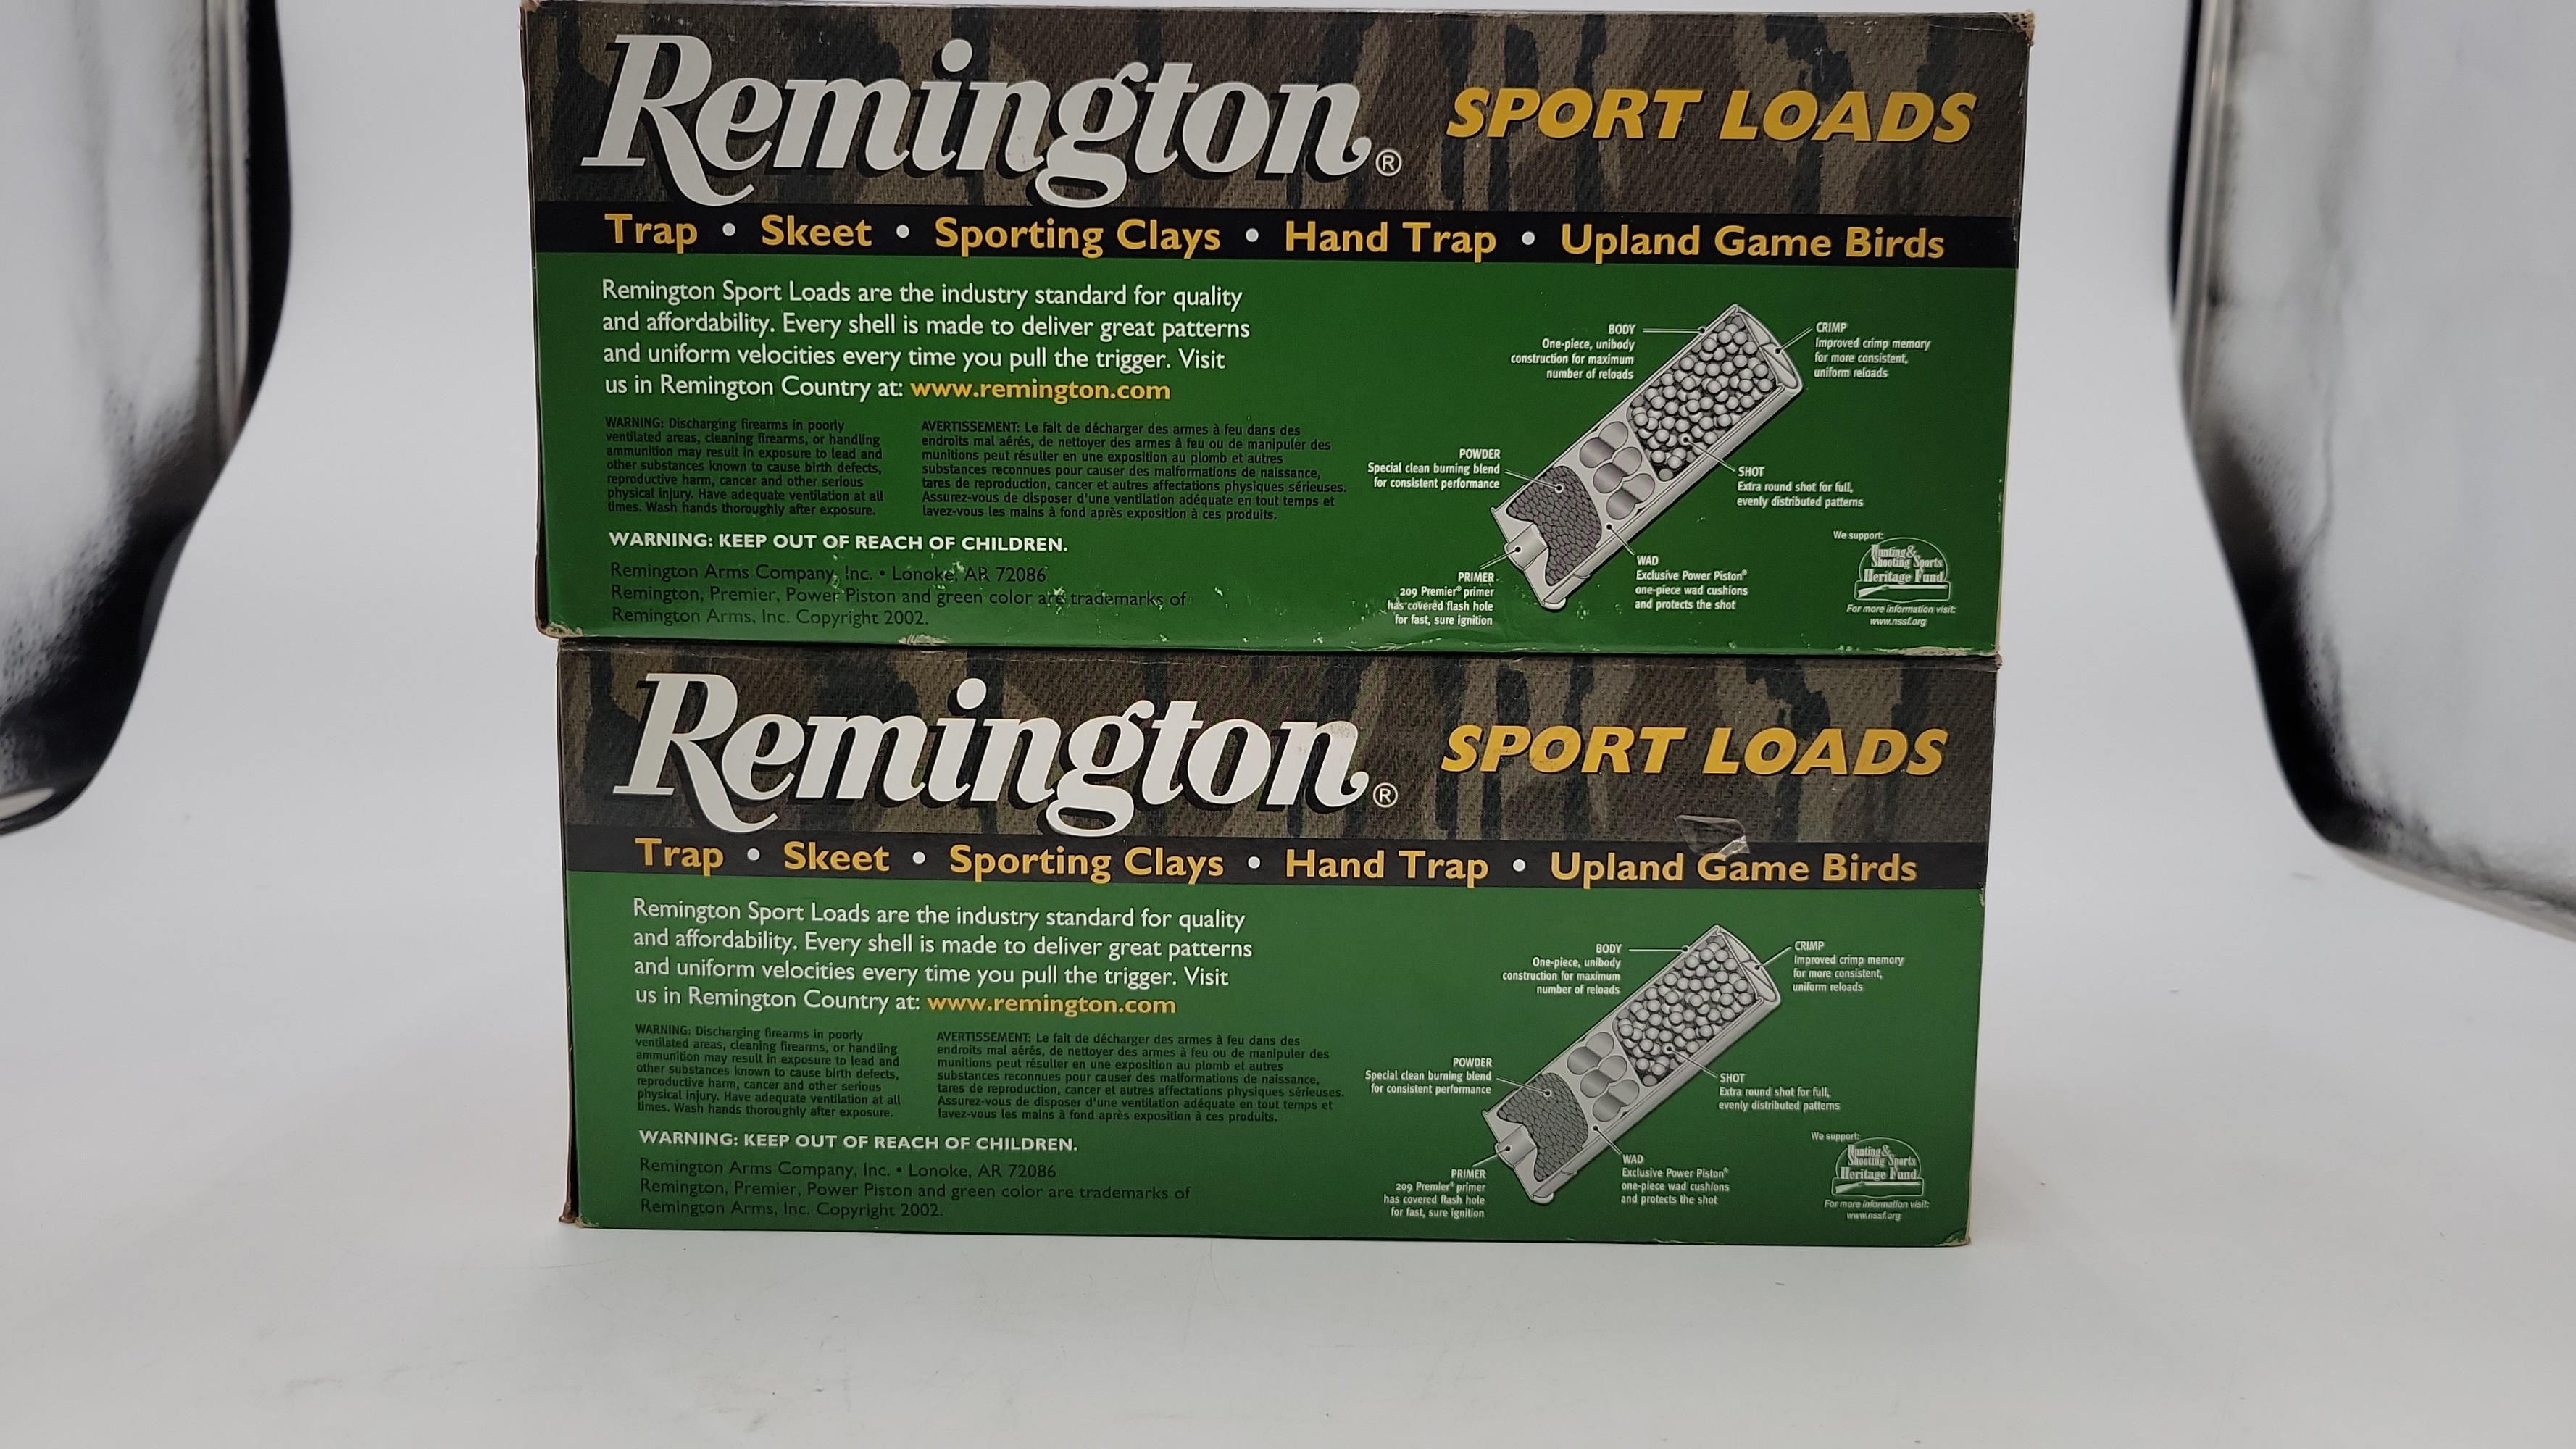 Remington® SPORT LOADS
Trap • Skeet • Sporting Clays • Hand Trap • Upland Game Birds
Remington Sport Loads are the industry standard for quality
and affordability. Every shell is made to deliver great patterns
and uniform velocities every time you pull the trigger. Visit
us in Remington Country at: www.remington.com
WARNING: Discharging firearms in poorly
ventilated areas, cleaning firearms, or handling
ammunition may result in exposure to lead and
other substances known to cause birth defects,
reproductive harm, cancer and other serious
physical injury. Have adequate ventilation at all
times. Wash hands thoroughly after exposure.
AVERTISSEMENT: Le fait de décharger des armes à feu dans des
endroits mal aérés, de nettoyer des armes à feu ou de manipuler des
munitions peut résulter en une exposition au plomb et autres
substances reconnues pour causer des malformations de naissance,
tares de reproduction, cancer et autres affectations physiques sérieuses.
Assurez-vous de disposer d'une ventilation adéquate en tout temps et
lavez-vous les mains à fond après exposition à ces produits.
WARNING: KEEP OUT OF REACH OF CHILDREN.
Remington Arms Company, Inc. • Lonoke, AR 72086
Remington, Premier, Power Piston and green color are trademarks of
Remington Arms, Inc. Copyright 2002.
BODY
One-piece, unibody
construction for maximum
number of reloads
CRIMP
Improved crimp memory
for more consistent,
uniform reloads
POWDER
Special clean burning blend
for consistent performance
SHOT
Extra round shot for full,
evenly distributed patterns
PRIMER
209 Premier® primer
has covered flash hole
for fast, sure ignition
WAD
Exclusive Power Piston®
one-piece wad cushions
and protects the shot
We support:
Hunting &
Shooting Sports
Heritage Fund
For more information visit:
www.nssf.org
Remington® SPORT LOADS
Trap • Skeet • Sporting Clays • Hand Trap • Upland Game Birds
Remington Sport Loads are the industry standard for quality
and affordability. Every shell is made to deliver great patterns
and uniform velocities every time you pull the trigger. Visit
us in Remington Country at: www.remington.com
WARNING: Discharging firearms in poorly
ventilated areas, cleaning firearms, or handling
ammunition may result in exposure to lead and
other substances known to cause birth defects,
reproductive harm, cancer and other serious
physical injury. Have adequate ventilation at all
times. Wash hands thoroughly after exposure.
AVERTISSEMENT: Le fait de décharger des armes à feu dans des
endroits mal aérés, de nettoyer des armes à feu ou de manipuler des
munitions peut résulter en une exposition au plomb et autres
substances reconnues pour causer des malformations de naissance,
tares de reproduction, cancer et autres affectations physiques sérieuses.
Assurez-vous de disposer d'une ventilation adéquate en tout temps et
lavez-vous les mains à fond après exposition à ces produits.
WARNING: KEEP OUT OF REACH OF CHILDREN.
Remington Arms Company, Inc. • Lonoke, AR 72086
Remington, Premier, Power Piston and green color are trademarks of
Remington Arms, Inc. Copyright 2002.
BODY
One-piece, unibody
construction for maximum
number of reloads
CRIMP
Improved crimp memory
for more consistent,
uniform reloads
POWDER
Special clean burning blend
for consistent performance
SHOT
Extra round shot for full,
evenly distributed patterns
PRIMER
209 Premier® primer
has covered flash hole
for fast, sure ignition
WAD
Exclusive Power Piston®
one-piece wad cushions
and protects the shot
We support:
Hunting &
Shooting Sports
Heritage Fund
For more information visit:
www.nssf.org